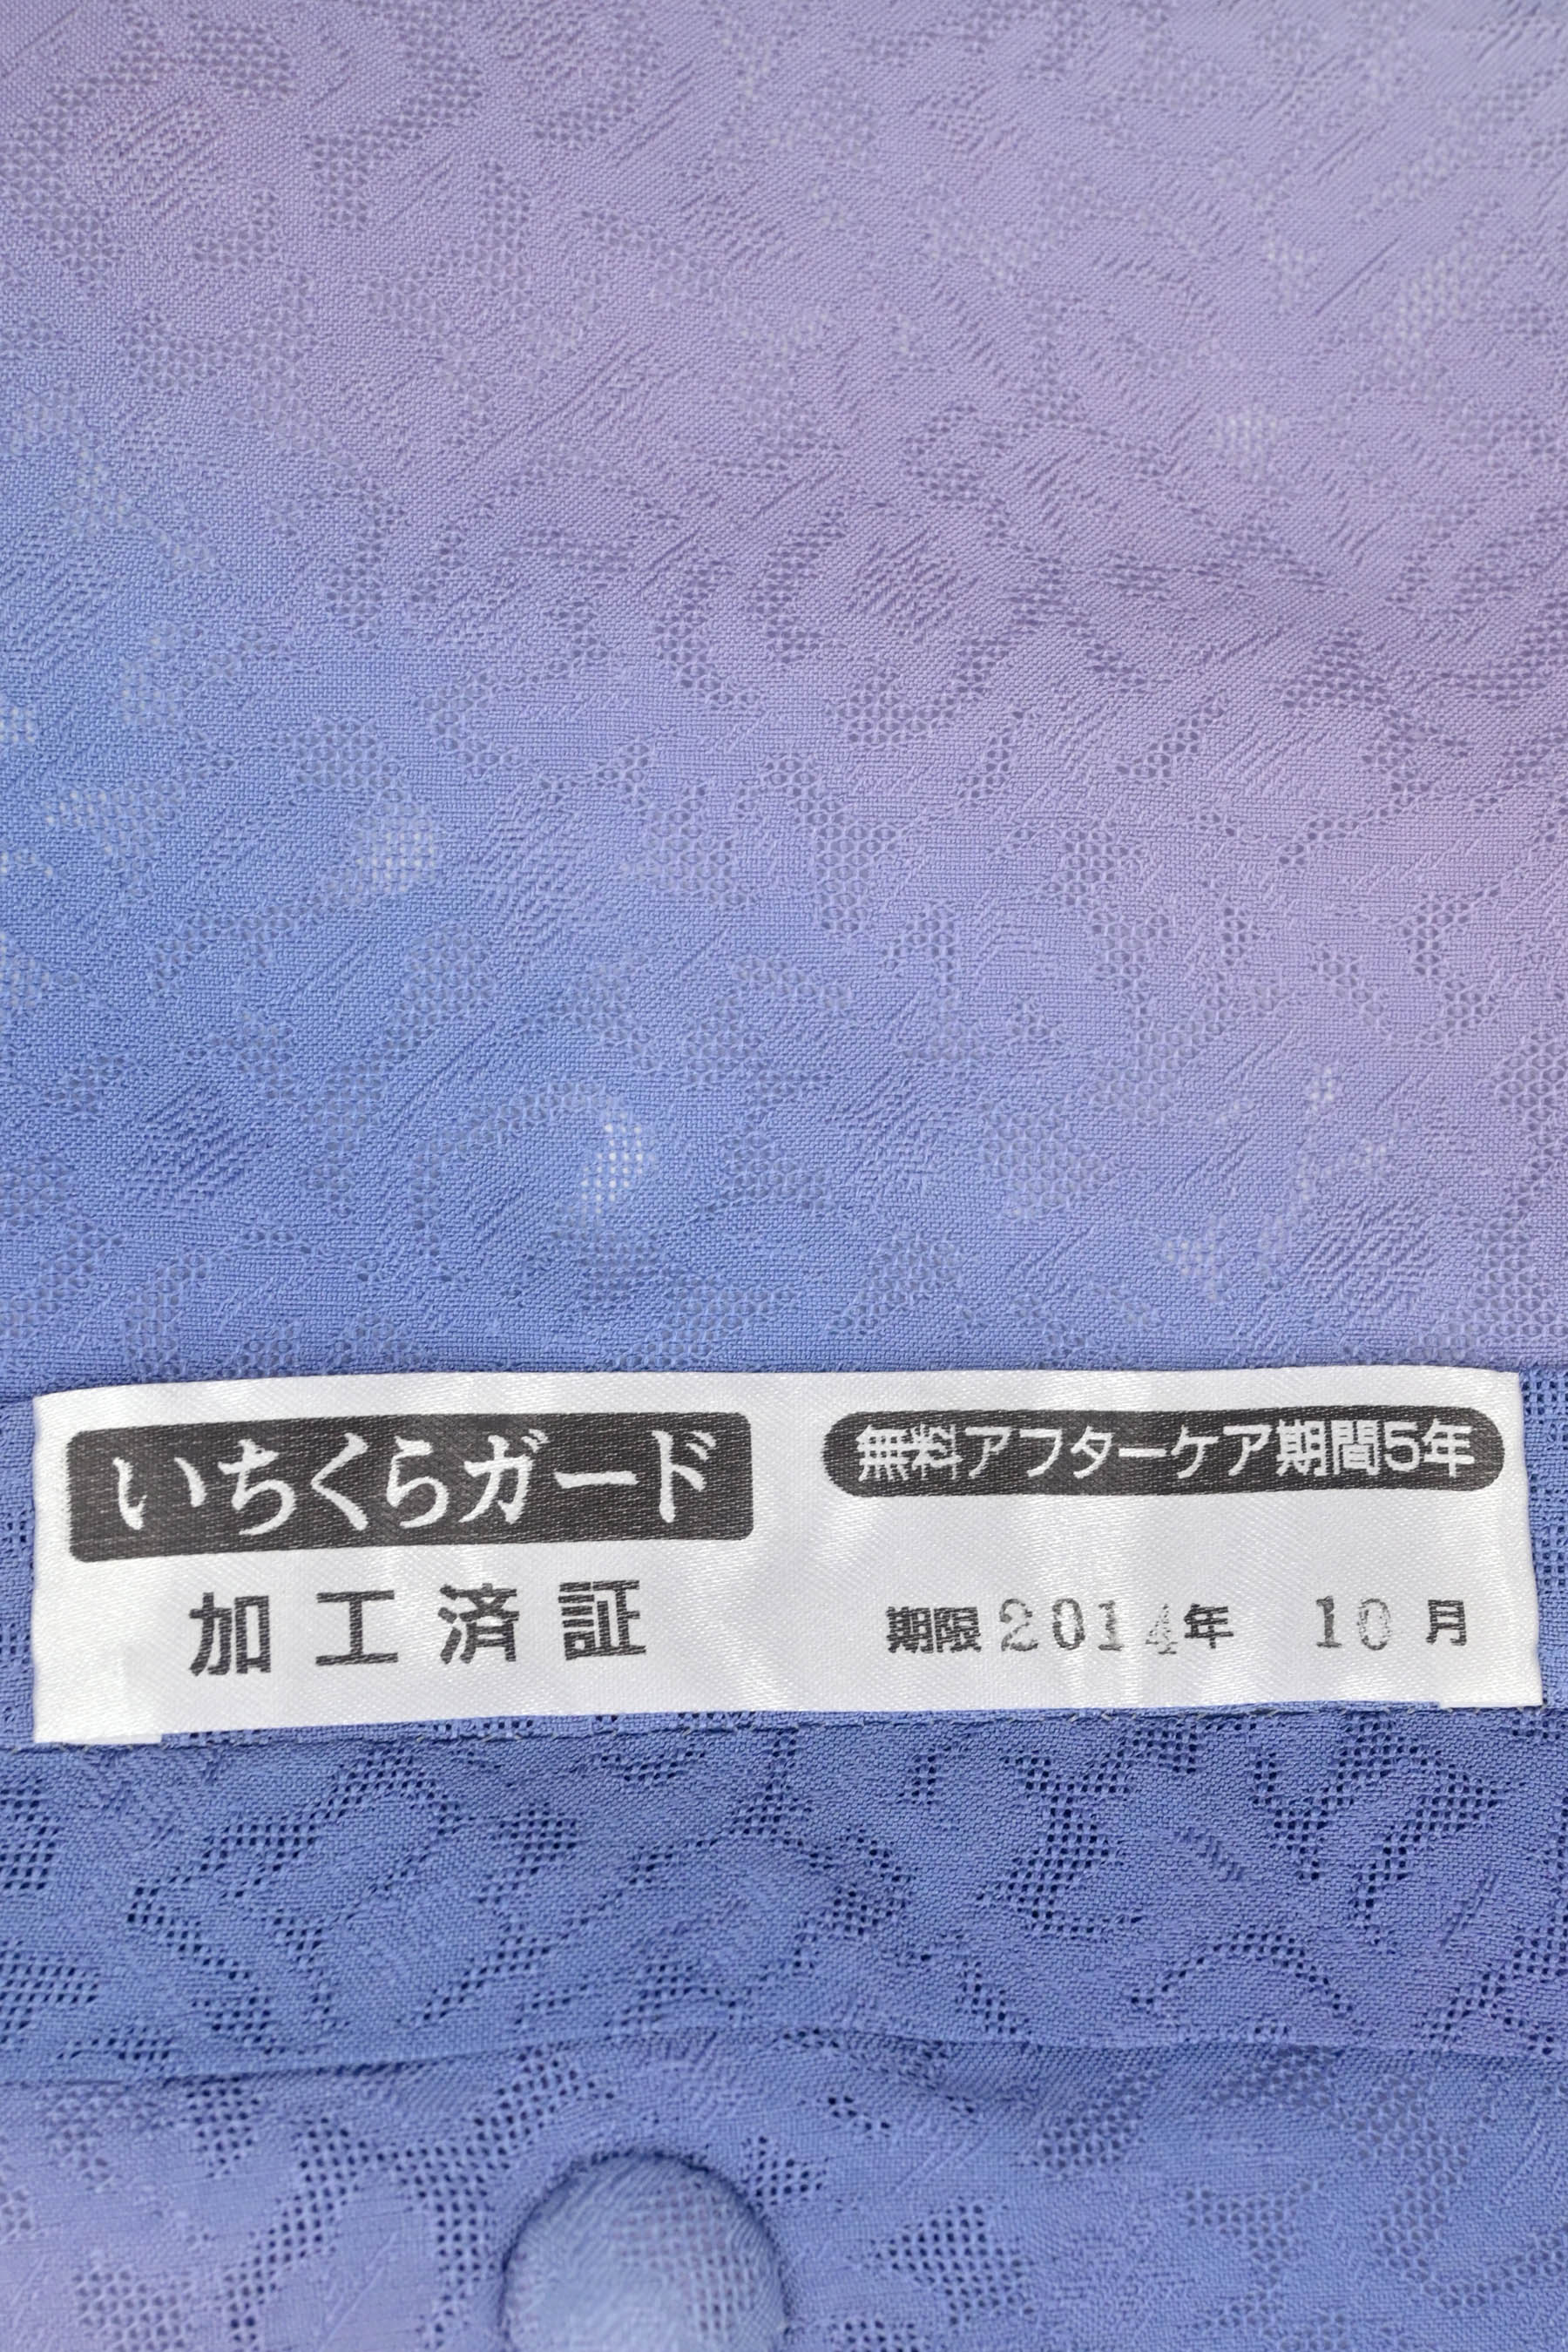 いちくらガード
加工済証
無料アフターケア期間5年
期限 2014年 10月